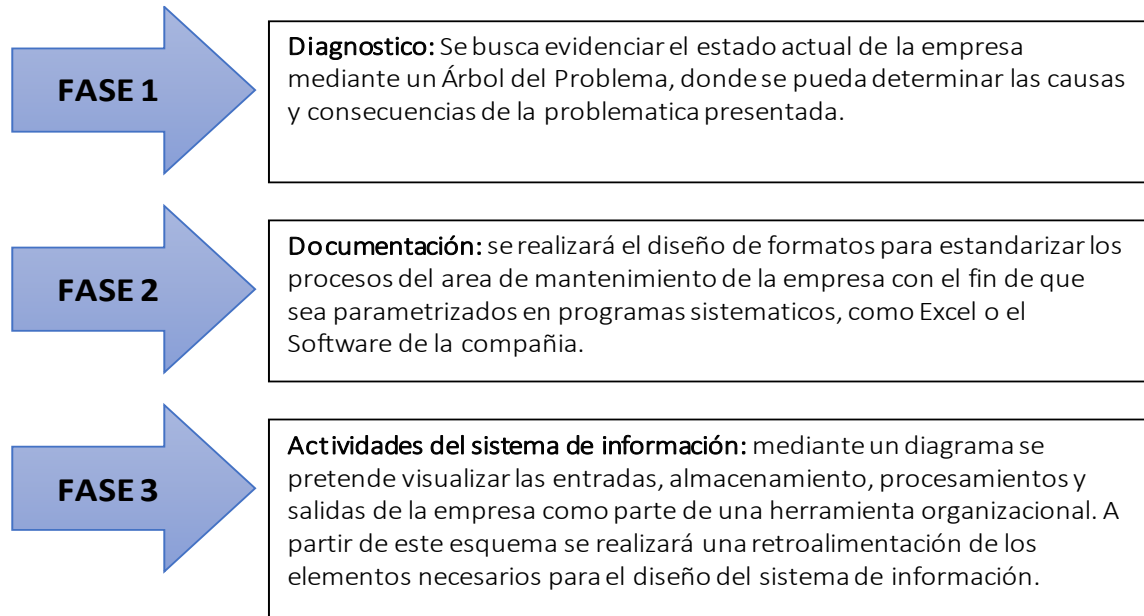 FASE 1
Diagnostico: Se busca evidenciar el estado actual de la empresa
mediante un Árbol del Problema, donde se pueda determinar las causas
y consecuencias de la problematica presentada.
FASE 2
Documentación: se realizará el diseño de formatos para estandarizar los
procesos del area de mantenimiento de la empresa con el fin de que
sea parametrizados en programas sistematicos, como Excel o el
Software de la compañia.
FASE 3
Actividades del sistema de información: mediante un diagrama se
pretende visualizar las entradas, almacenamiento, procesamientos y
salidas de la empresa como parte de una herramienta organizacional. A
partir de este esquema se realizará una retroalimentación de los
elementos necesarios para el diseño del sistema de información.